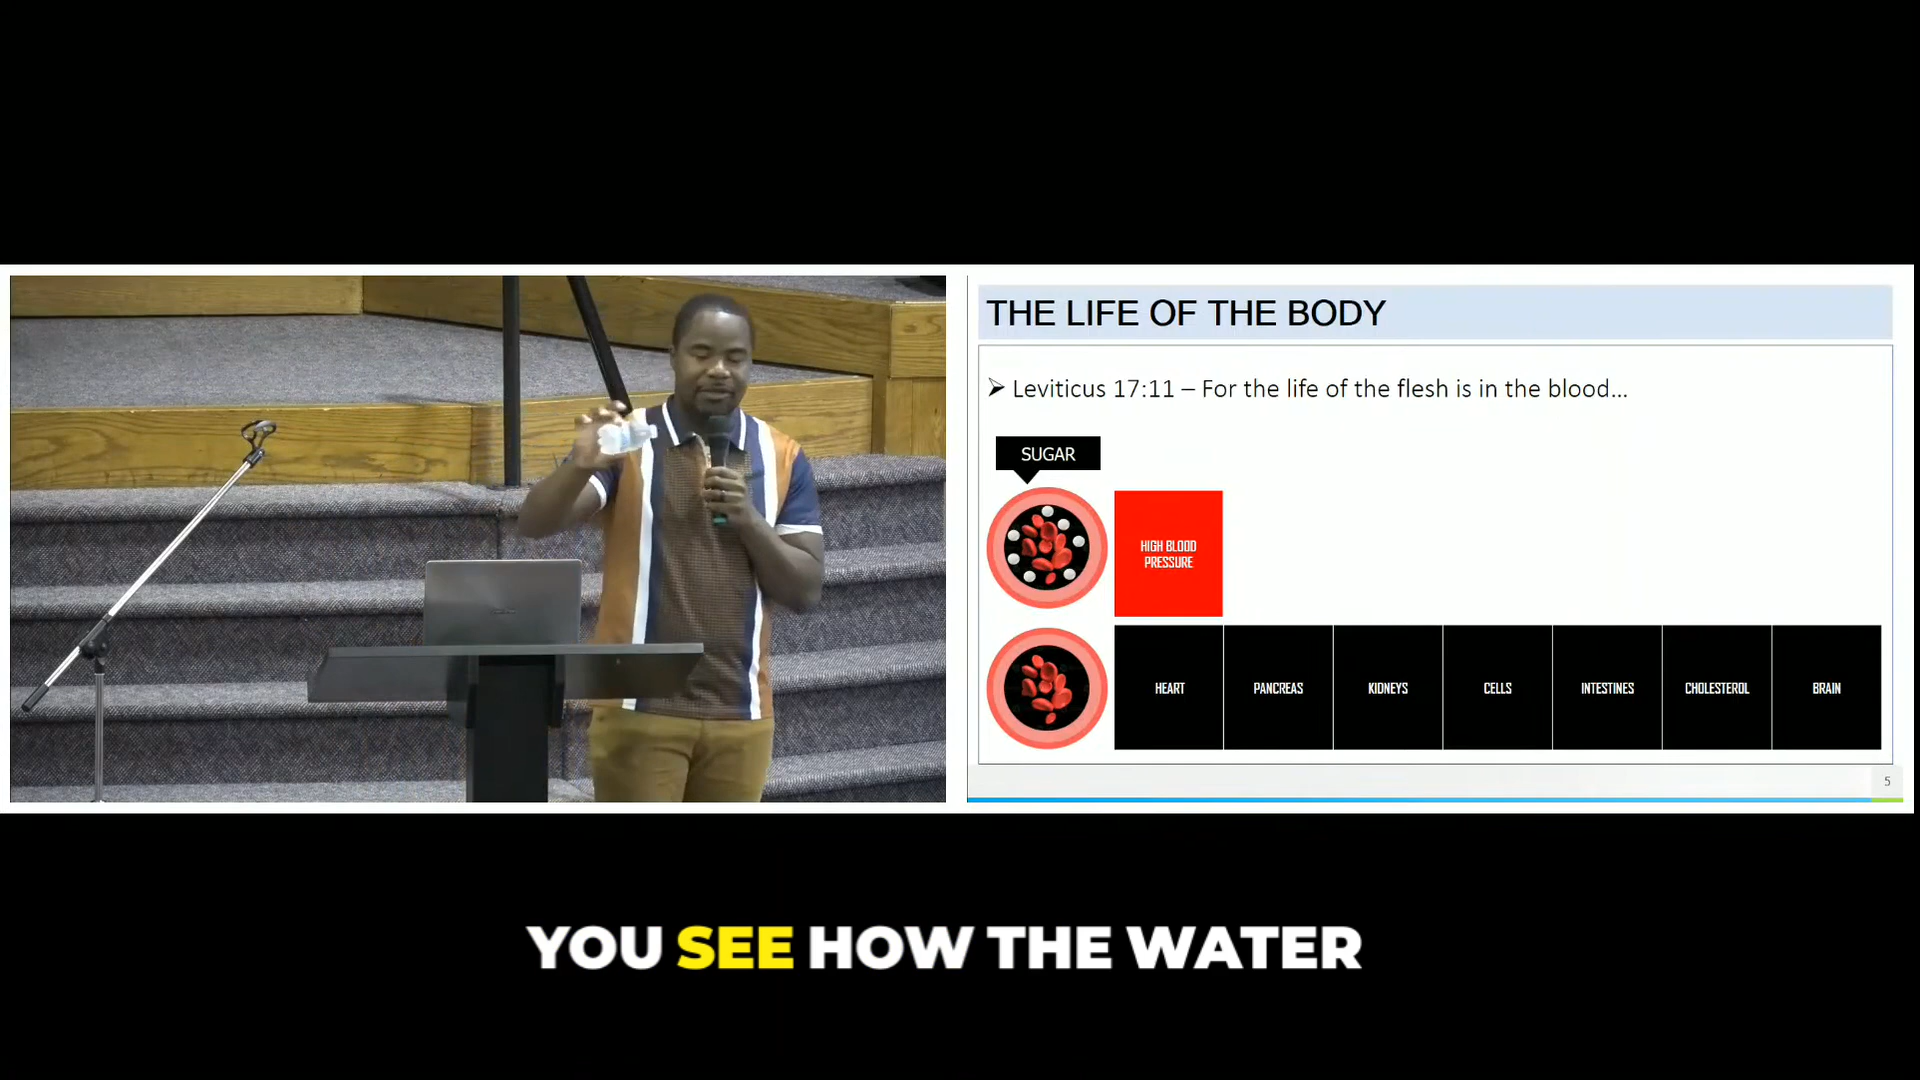 THE LIFE OF THE BODY
➢ Leviticus 17:11 – For the life of the flesh is in the blood...
SUGAR
HIGH BLOOD
PRESSURE
HEART
PANCREAS
KIDNEYS
CELLS
INTESTINES
CHOLESTEROL
BRAIN
5
YOU SEE HOW THE WATER